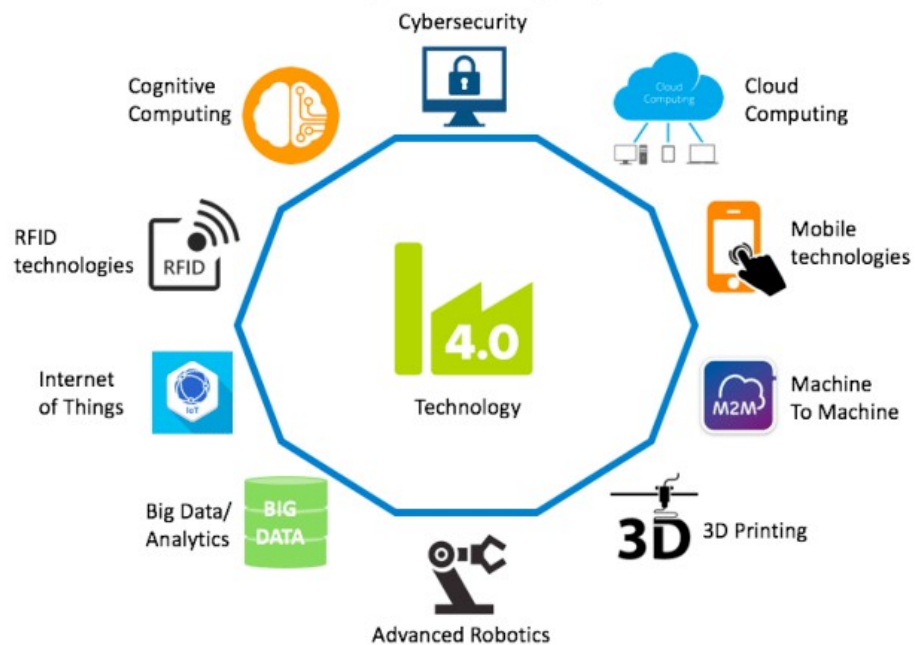 Cybersecurity
Cloud
Computing
Cloud
Computing
Mobile
technologies
M2M
Machine
To Machine
3D
3D Printing
Advanced Robotics
BIG
DATA
Big Data/
Analytics
IoT
Internet
of Things
RFID
RFID
technologies
Cognitive
Computing
4.0
Technology